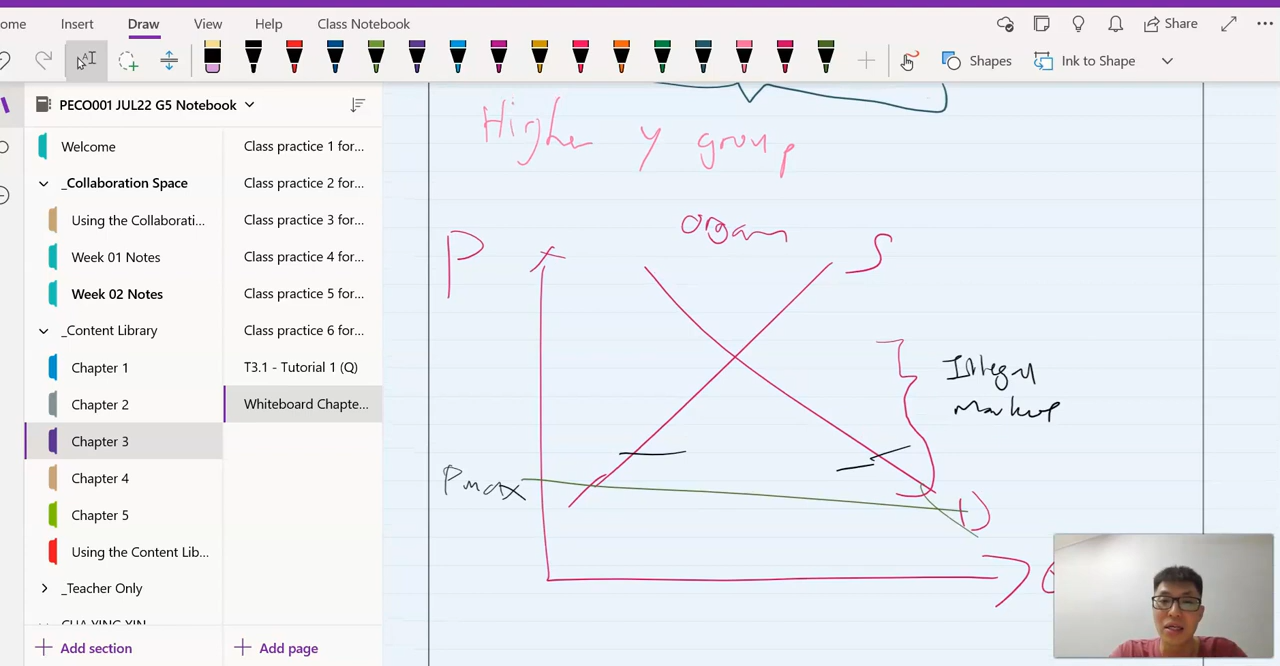 ome Insert Draw View Help Class Notebook Share
Shapes Ink to Shape
PECO001 JUL22 G5 Notebook
Welcome
_Collaboration Space
Using the Collaborati...
Week 01 Notes
Week 02 Notes
_Content Library
Chapter 1
Chapter 2
Chapter 3
Chapter 4
Chapter 5
Using the Content Lib...
_Teacher Only
CHA YING XIN
Add section
Class practice 1 for...
Class practice 2 for...
Class practice 3 for...
Class practice 4 for...
Class practice 5 for...
Class practice 6 for...
T3.1 - Tutorial 1 (Q)
Whiteboard Chapte...
Add page
Higher y group
Organ
P
S
Pmax
D